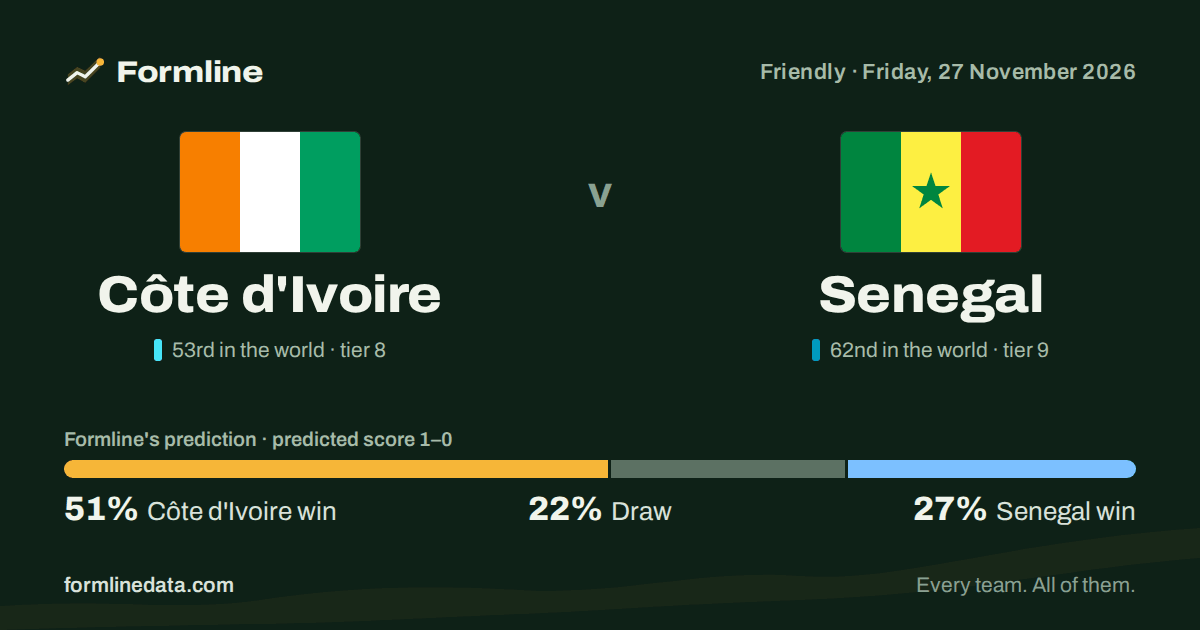 Formline
Friendly · Friday, 27 November 2026
v
Côte d'Ivoire
Senegal
53rd in the world · tier 8
62nd in the world · tier 9
Formline's prediction · predicted score 1–0
51% Côte d'Ivoire win
22% Draw
27% Senegal win
formlinedata.com
Every team. All of them.